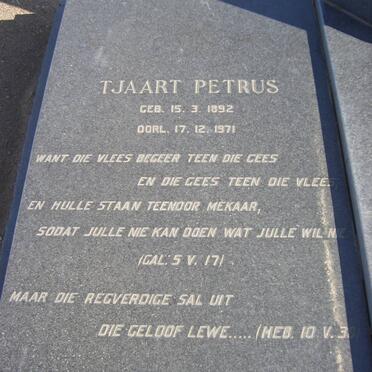 TJAART PETRUS
GEB. 15. 3. 1892
OORL. 17. 12. 1971
WANT DIE VLEES BEGEER TEEN DIE GEES
EN DIE GEES TEEN DIE VLEES
EN HULLE STAAN TEENOOR MEKAAR,
SODAT JULLE NIE KAN DOEN WAT JULLE WIL NIE
(GAL. 5 V. 17)
MAAR DIE REGVERDIGE SAL UIT
DIE GELOOF LEWE..... (HEB. 10 V.